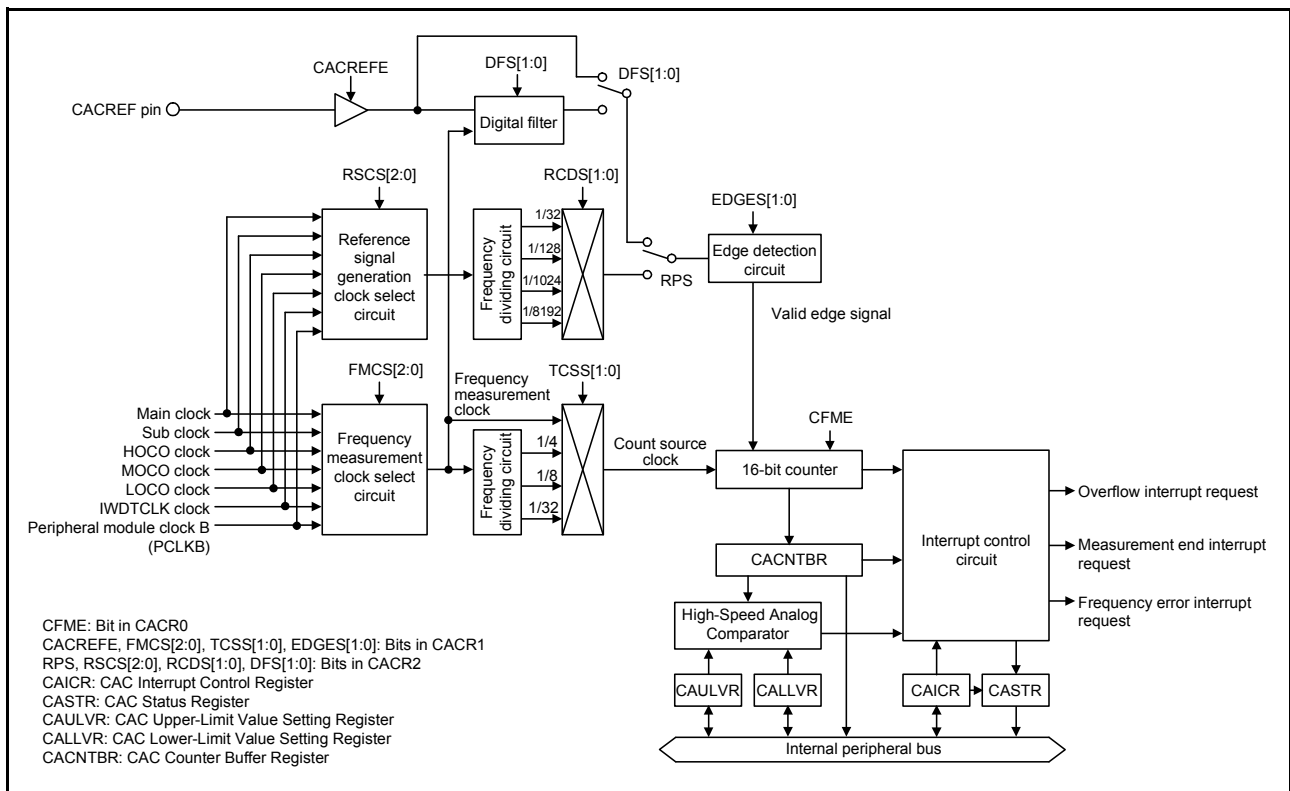 CACREFE
DFS[1:0]
DFS[1:0]
CACREF pin
Digital filter
RSCS[2:0]
RCDS[1:0]
EDGES[1:0]
Reference
signal
generation
clock select
circuit
Frequency
dividing circuit
1/32
1/128
1/1024
1/8192
RPS
Edge detection
circuit
Valid edge signal
FMCS[2:0]
Frequency
measurement
clock
TCSS[1:0]
Main clock
Sub clock
HOCO clock
MOCO clock
LOCO clock
IWDTCLK clock
Peripheral module clock B
(PCLKB)
Frequency
measurement
clock select
circuit
Frequency
dividing circuit
1/4
1/8
1/32
Count source
clock
CFME
16-bit counter
CACNTBR
High-Speed Analog
Comparator
Interrupt control
circuit
Overflow interrupt request
Measurement end interrupt
request
Frequency error interrupt
request
CAULVR
CALLVR
CAICR
CASTR
Internal peripheral bus
CFME: Bit in CACR0
CACREFE, FMCS[2:0], TCSS[1:0], EDGES[1:0]: Bits in CACR1
RPS, RSCS[2:0], RCDS[1:0], DFS[1:0]: Bits in CACR2
CAICR: CAC Interrupt Control Register
CASTR: CAC Status Register
CAULVR: CAC Upper-Limit Value Setting Register
CALLVR: CAC Lower-Limit Value Setting Register
CACNTBR: CAC Counter Buffer Register